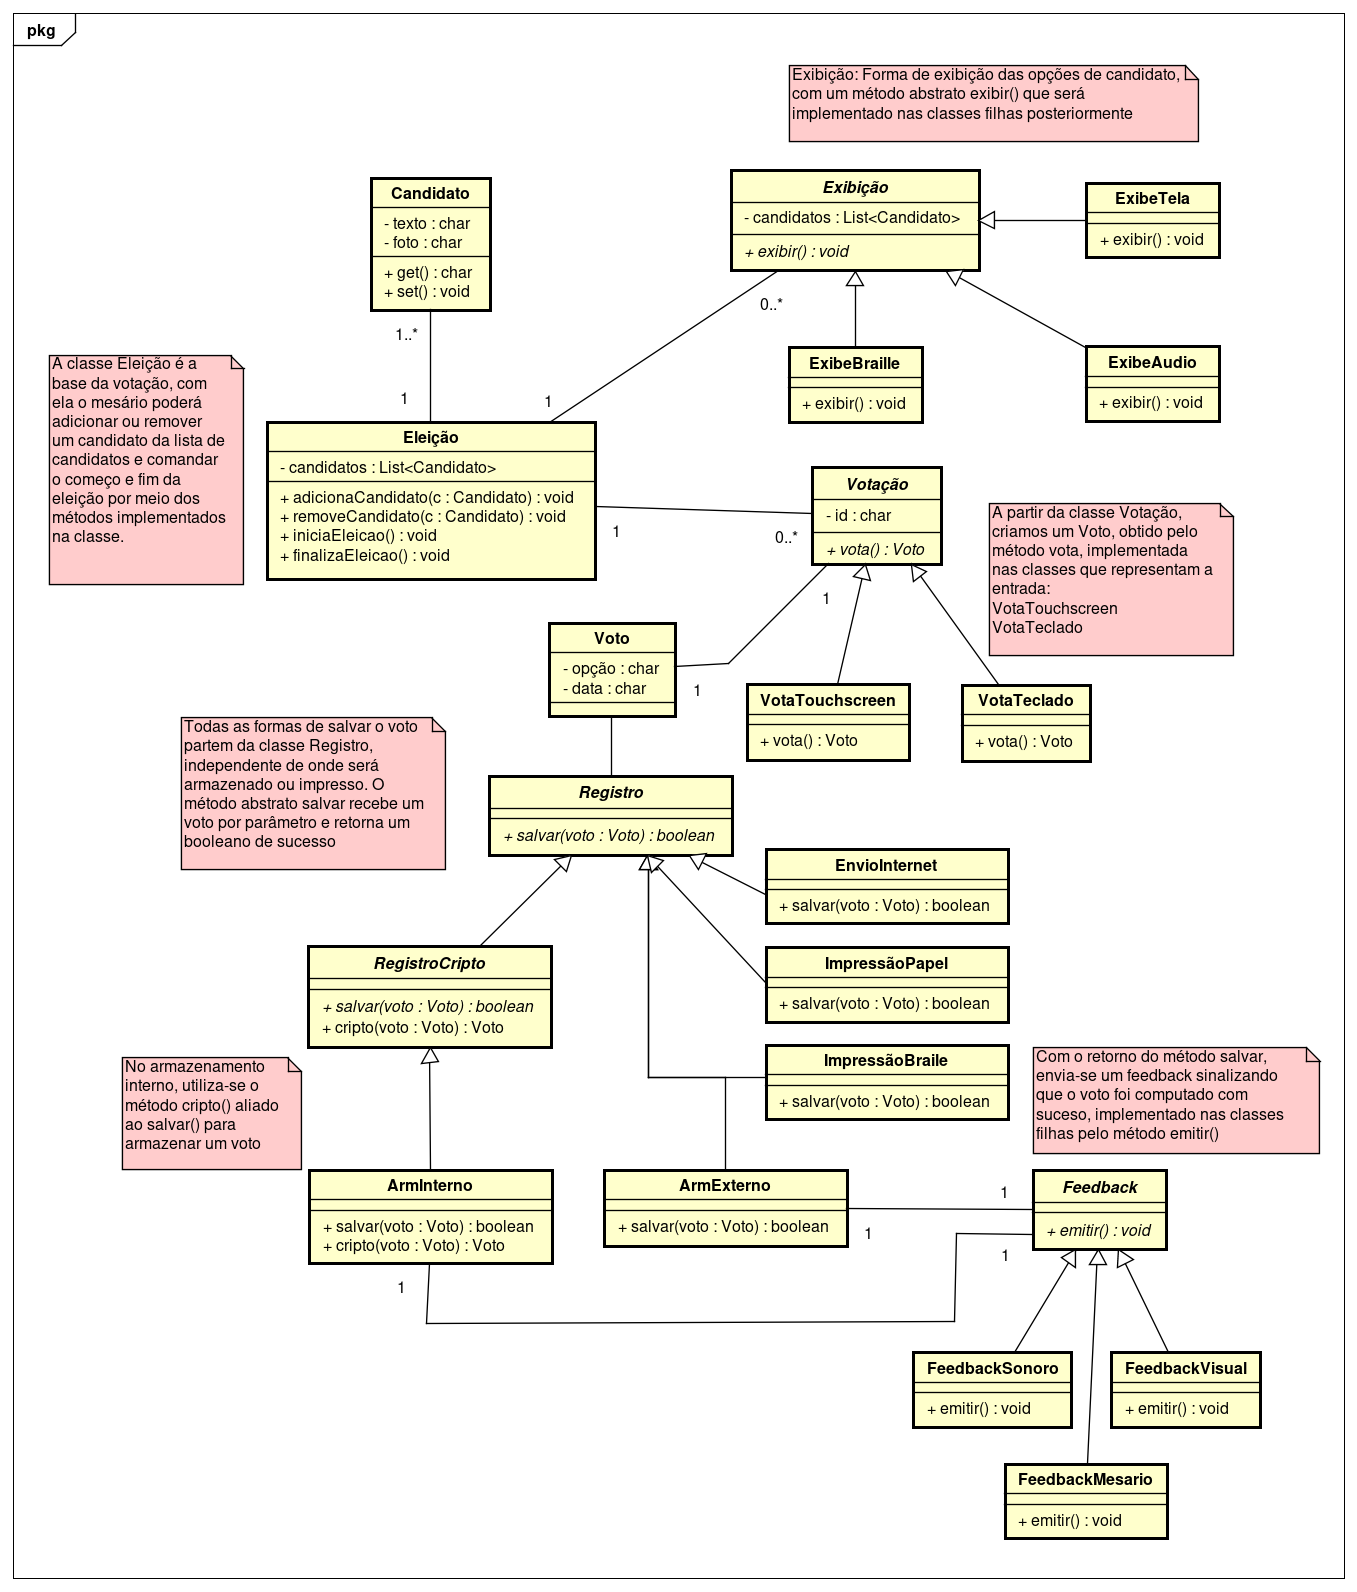 pkg
Exibição: Forma de exibição das opções de candidato,
com um método abstrato exibir() que será
implementado nas classes filhas posteriormente
Candidato
- texto : char
- foto : char
+ get() : char
+ set() : void
Exibição
- candidatos : List<Candidato>
+ exibir() : void
ExibeTela
+ exibir() : void
0..*
1..*
1
1
ExibeBraille
+ exibir() : void
ExibeAudio
+ exibir() : void
A classe Eleição é a
base da votação, com
ela o mesário poderá
adicionar ou remover
um candidato da lista de
candidatos e comandar
o começo e fim da
eleição por meio dos
métodos implementados
na classe.
Eleição
- candidatos : List<Candidato>
+ adicionaCandidato(c : Candidato) : void
+ removeCandidato(c : Candidato) : void
+ iniciaEleicao() : void
+ finalizaEleicao() : void
1
0..*
Votação
- id : char
+ vota() : Voto
A partir da classe Votação,
criamos um Voto, obtido pelo
método vota, implementada
nas classes que representam a
entrada:
VotaTouchscreen
VotaTeclado
1
Voto
- opção : char
- data : char
1
VotaTouchscreen
+ vota() : Voto
VotaTeclado
+ vota() : Voto
Todas as formas de salvar o voto
partem da classe Registro,
independente de onde será
armazenado ou impresso. O
método abstrato salvar recebe um
voto por parâmetro e retorna um
booleano de sucesso
Registro
+ salvar(voto : Voto) : boolean
EnvioInternet
+ salvar(voto : Voto) : boolean
RegistroCripto
+ salvar(voto : Voto) : boolean
+ cripto(voto : Voto) : Voto
ImpressãoPapel
+ salvar(voto : Voto) : boolean
ImpressãoBraile
+ salvar(voto : Voto) : boolean
No armazenamento
interno, utiliza-se o
método cripto() aliado
ao salvar() para
armazenar um voto
Com o retorno do método salvar,
envia-se um feedback sinalizando
que o voto foi computado com
suceso, implementado nas classes
filhas pelo método emitir()
ArmInterno
+ salvar(voto : Voto) : boolean
+ cripto(voto : Voto) : Voto
ArmExterno
+ salvar(voto : Voto) : boolean
1
1
1
1
Feedback
+ emitir() : void
FeedbackSonoro
+ emitir() : void
FeedbackVisual
+ emitir() : void
FeedbackMesario
+ emitir() : void